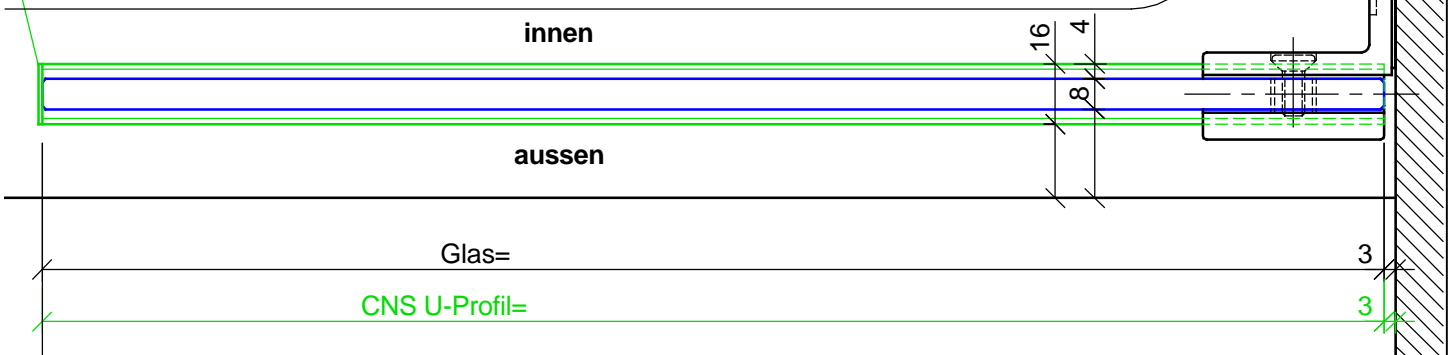 innen
16
4
8
aussen
Glas= 3
CNS U-Profil= 3